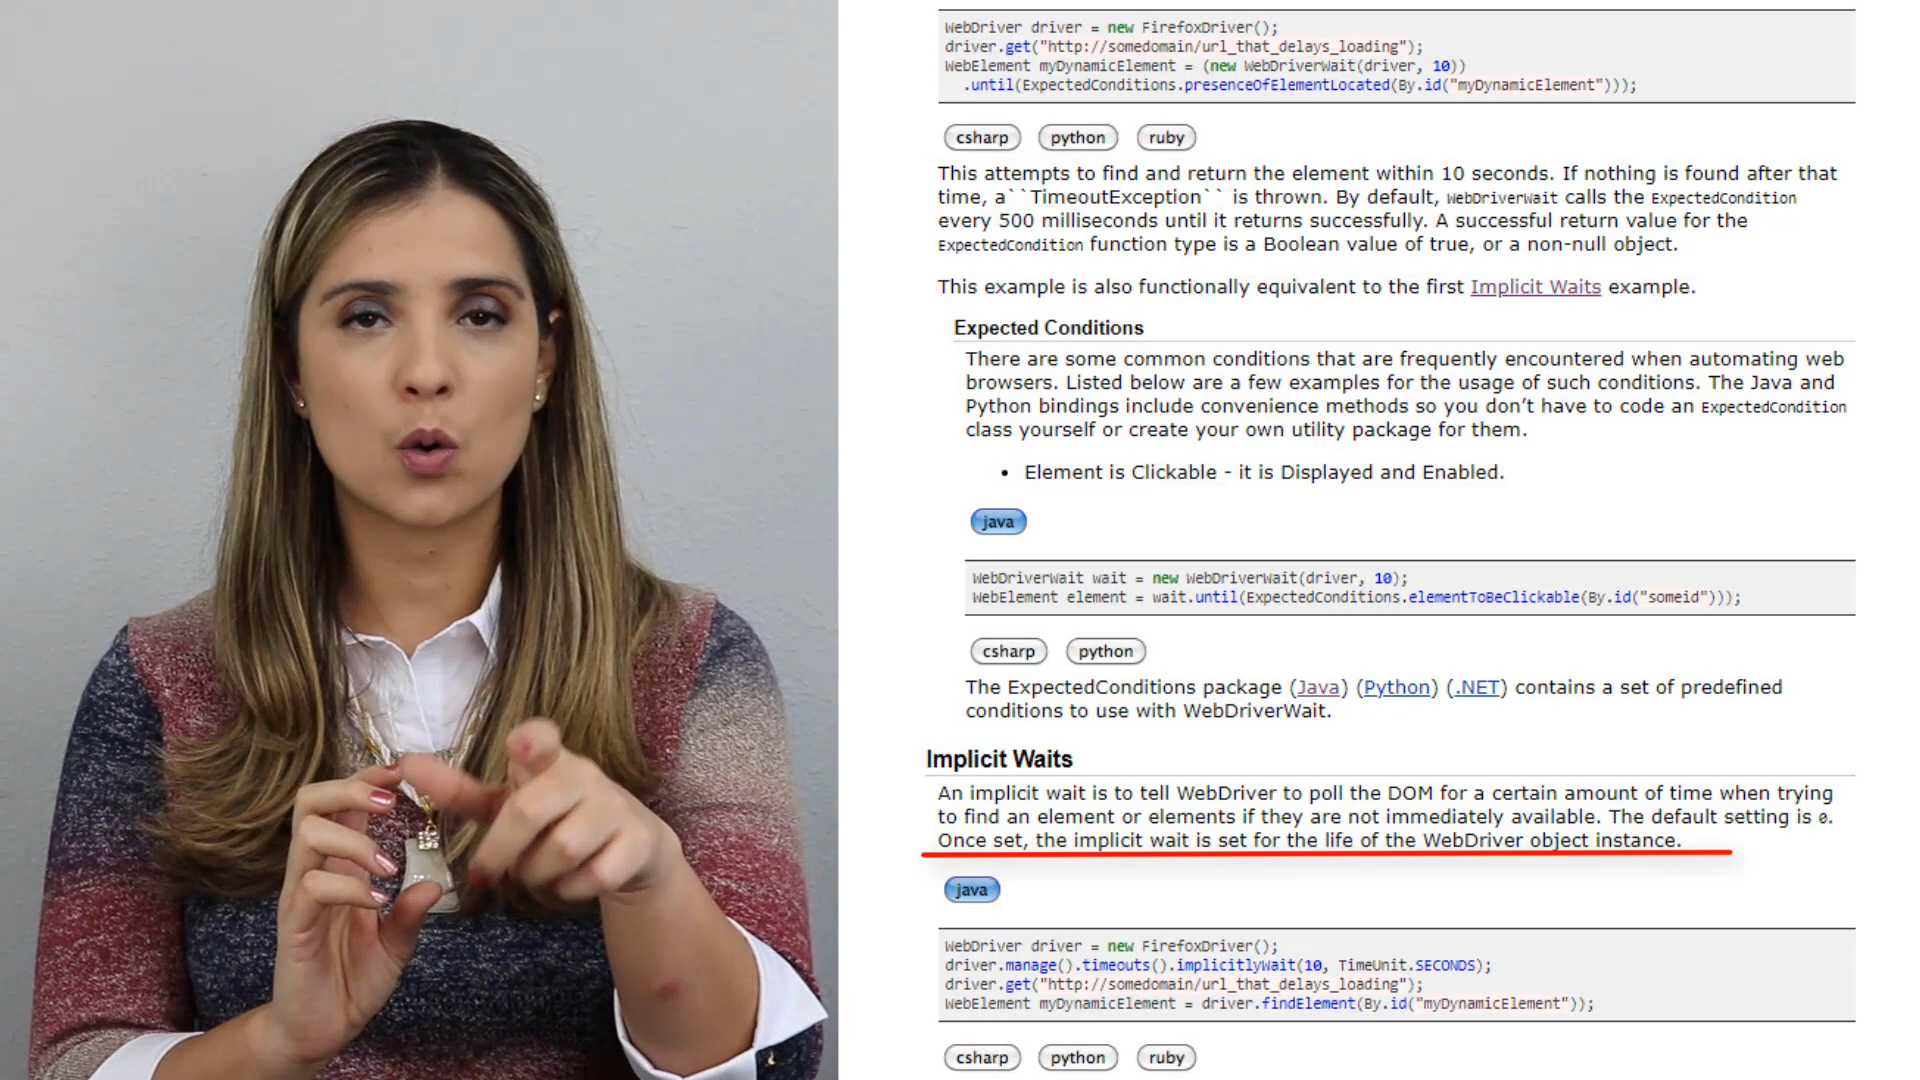 WebDriver driver = new FirefoxDriver();
driver.get("http://somedomain/url_that_delays_loading");
WebElement myDynamicElement = (new WebDriverWait(driver, 10))
  .until(ExpectedConditions.presenceOfElementLocated(By.id("myDynamicElement")));
csharp python ruby
This attempts to find and return the element within 10 seconds. If nothing is found after that
time, a``TimeoutException`` is thrown. By default, WebDriverWait calls the ExpectedCondition
every 500 milliseconds until it returns successfully. A successful return value for the
ExpectedCondition function type is a Boolean value of true, or a non-null object.
This example is also functionally equivalent to the first Implicit Waits example.
Expected Conditions
There are some common conditions that are frequently encountered when automating web
browsers. Listed below are a few examples for the usage of such conditions. The Java and
Python bindings include convenience methods so you don’t have to code an ExpectedCondition
class yourself or create your own utility package for them.
• Element is Clickable - it is Displayed and Enabled.
java
WebDriverWait wait = new WebDriverWait(driver, 10);
WebElement element = wait.until(ExpectedConditions.elementToBeClickable(By.id("someid")));
csharp python
The ExpectedConditions package (Java) (Python) (.NET) contains a set of predefined
conditions to use with WebDriverWait.
Implicit Waits
An implicit wait is to tell WebDriver to poll the DOM for a certain amount of time when trying
to find an element or elements if they are not immediately available. The default setting is 0.
Once set, the implicit wait is set for the life of the WebDriver object instance.
java
WebDriver driver = new FirefoxDriver();
driver.manage().timeouts().implicitlyWait(10, TimeUnit.SECONDS);
driver.get("http://somedomain/url_that_delays_loading");
WebElement myDynamicElement = driver.findElement(By.id("myDynamicElement"));
csharp python ruby